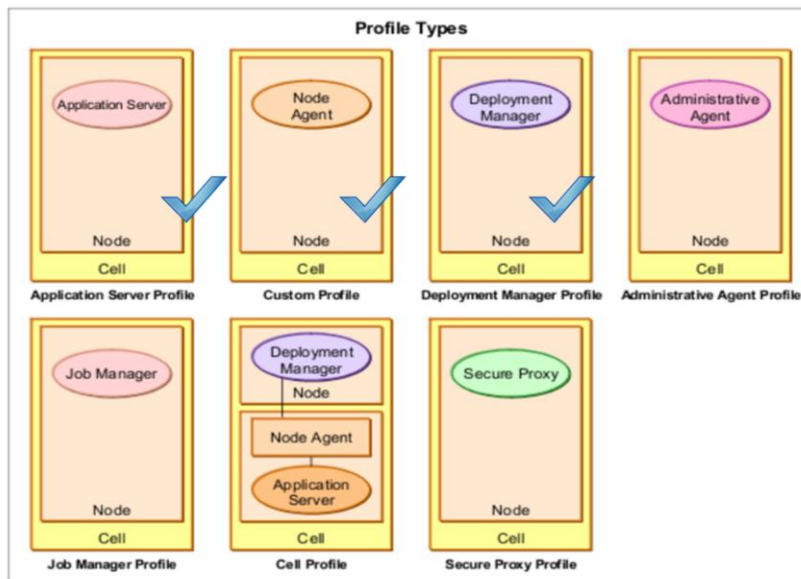 Profile Types
Application Server
Node
Cell
Application Server Profile
Node
Agent
Node
Cell
Custom Profile
Deployment
Manager
Node
Cell
Deployment Manager Profile
Administrative
Agent
Node
Cell
Administrative Agent Profile
Job Manager
Node
Cell
Job Manager Profile
Deployment
Manager
Node
Node Agent
Application
Server
Cell
Cell Profile
Secure Proxy
Node
Cell
Secure Proxy Profile